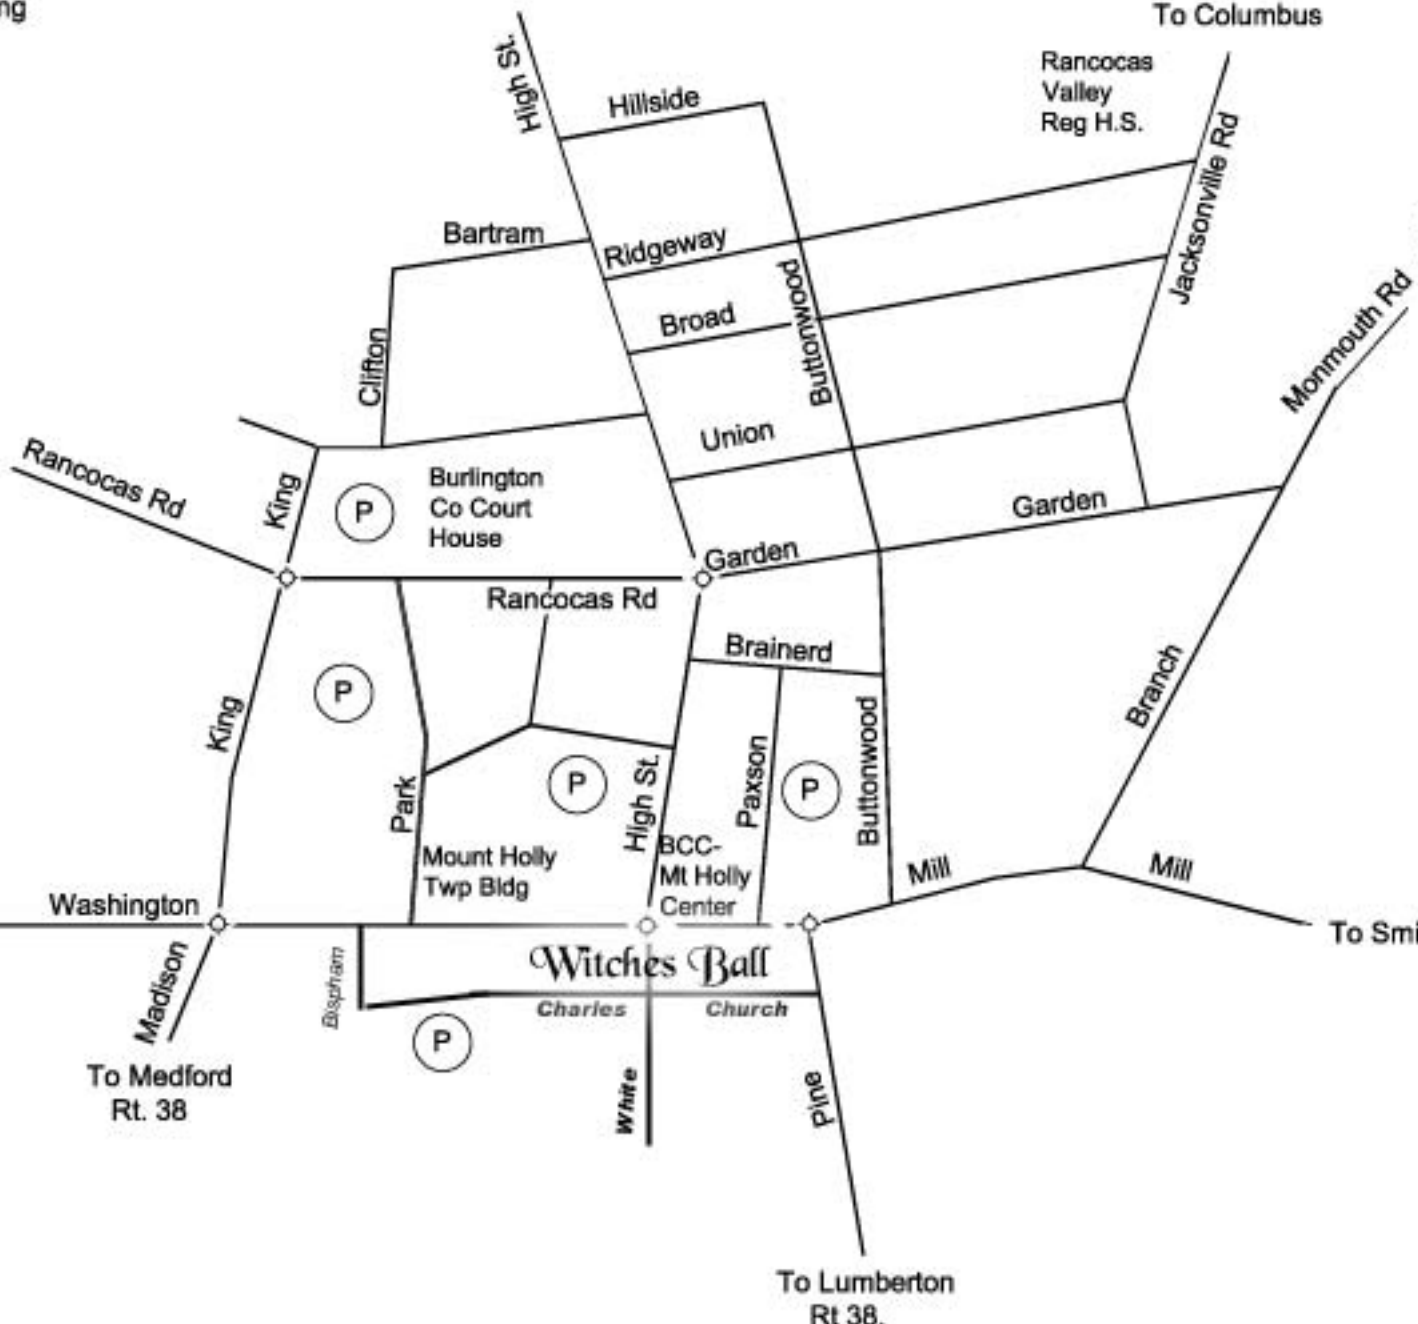 ng
To Columbus
High St.
Rancocas
Valley
Reg H.S.
Hillside
Jacksonville Rd
Bartram
Ridgeway
Buttonwood
Broad
Monmouth Rd
Clifton
Union
Rancocas Rd
King
P
Burlington
Co Court
House
Garden
Garden
Rancocas Rd
Brainerd
P
King
Branch
Park
P
High St.
Paxson
P
Buttonwood
Mount Holly
Twp Bldg
BCC-
Mt Holly
Center
Mill
Mill
Washington
To Smi
Madison
Bispham
Witches Ball
Charles
Church
P
To Medford
Rt. 38
White
Pine
To Lumberton
Rt 38.